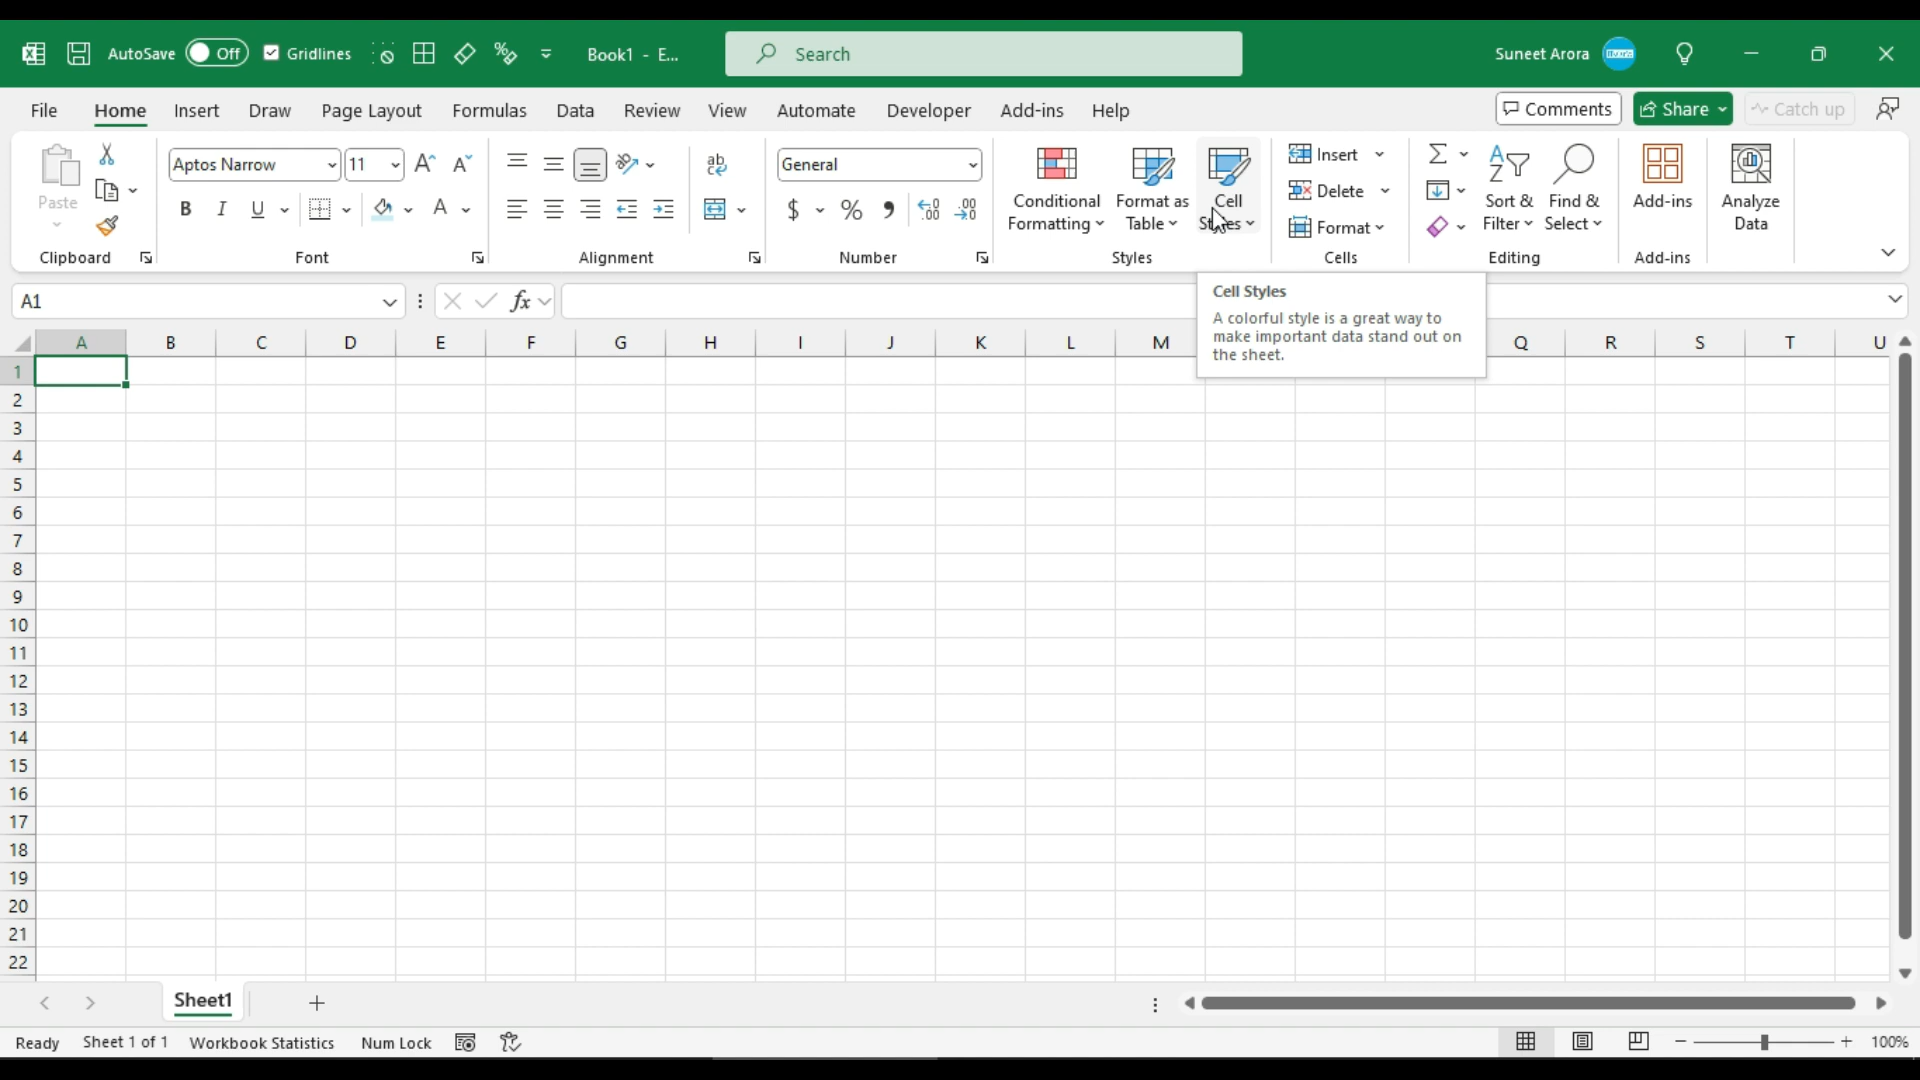 AutoSave Off Gridlines Book1 - E... Search Suneet Arora
File Home Insert Draw Page Layout Formulas Data Review View Automate Developer Add-ins Help Comments Share Catch up
Paste
Aptos Narrow 11
B I U A
ab
General
$ % 9 .00 .00
Conditional Formatting
Format as Table
Cell Styles
Insert
Delete
Format
Sort & Filter
Find & Select
Add-ins
Analyze Data
Clipboard Font Alignment Number Styles Cells Editing Add-ins
A1 fx
Cell Styles
A colorful style is a great way to
make important data stand out on
the sheet.
A B C D E F G H I J K L M Q R S T U
1
2
3
4
5
6
7
8
9
10
11
12
13
14
15
16
17
18
19
20
21
22
Sheet1
Ready Sheet 1 of 1 Workbook Statistics Num Lock 100%